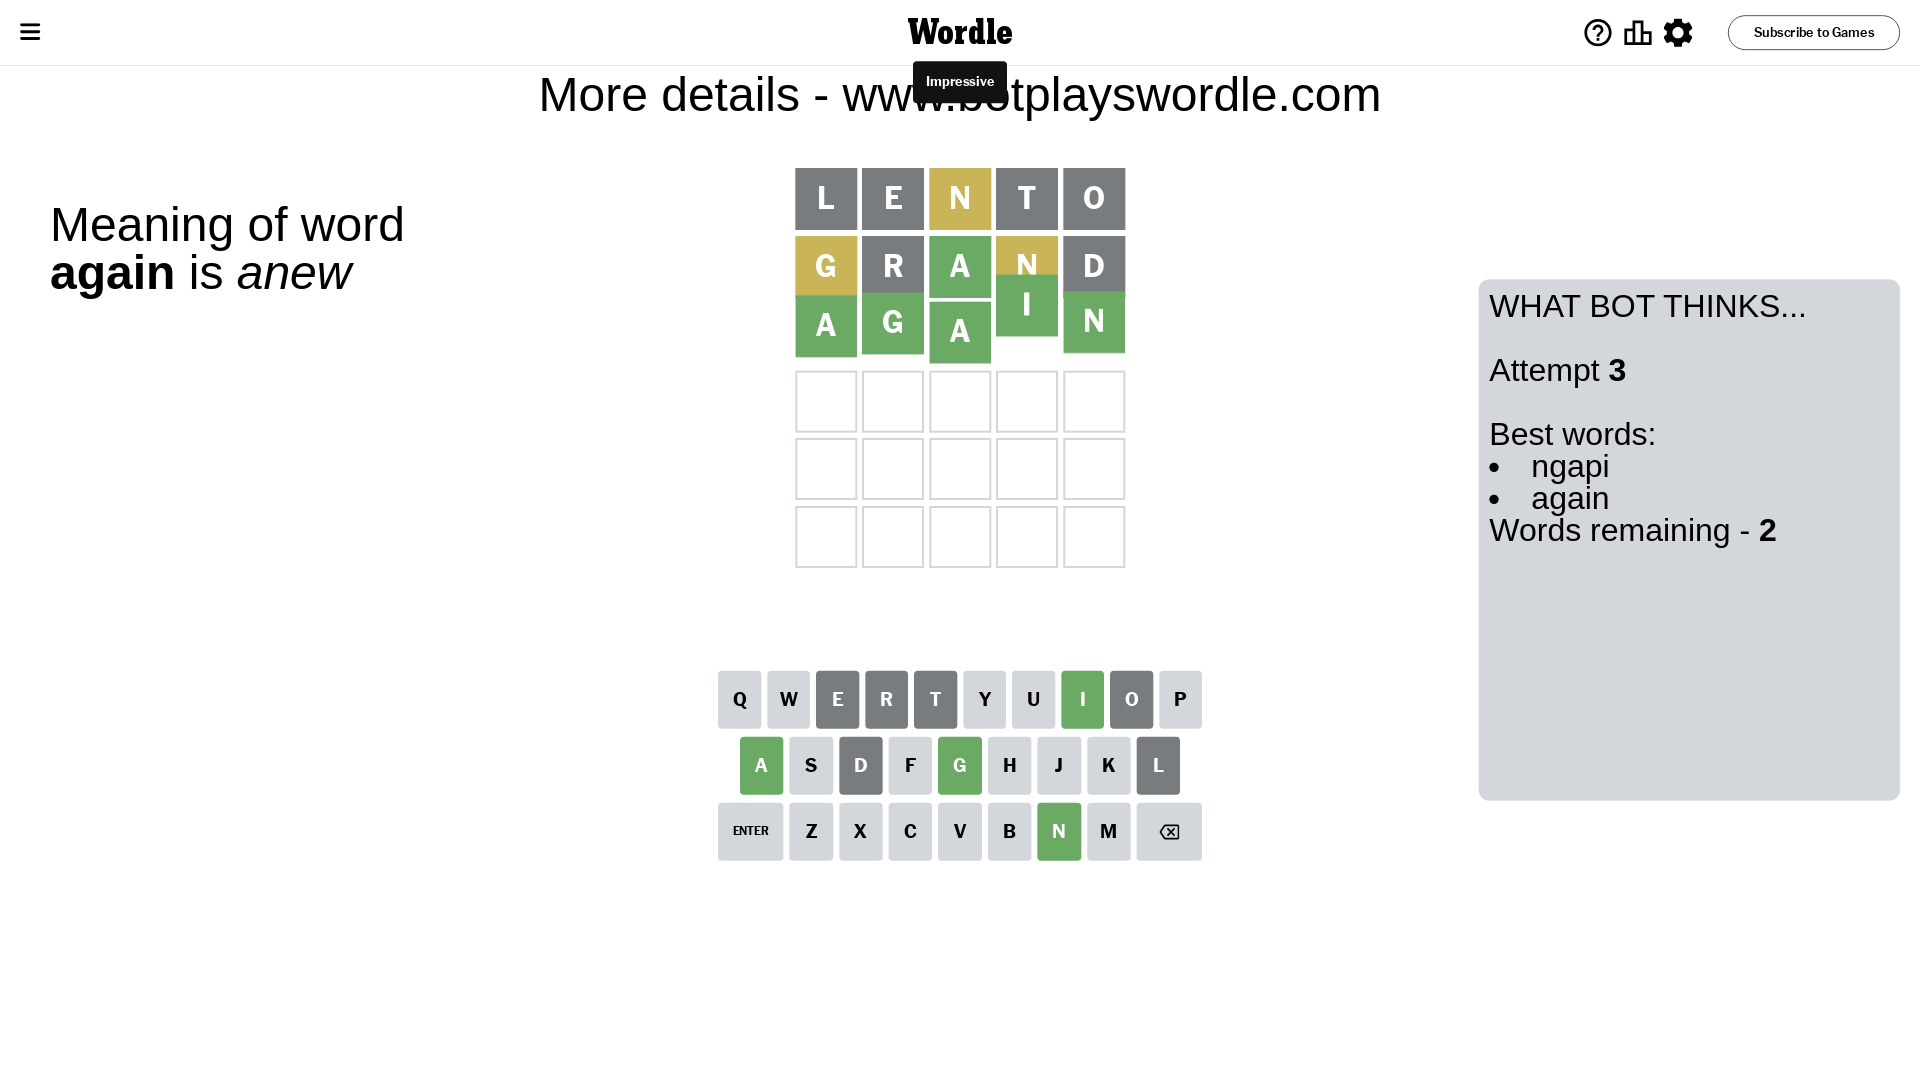 Wordle
Subscribe to Games
Impressive
More details - www.botplayswordle.com
Meaning of word
again is anew
L E N T O
G R A N D
A G A I N
WHAT BOT THINKS...
Attempt 3
Best words:
• ngapi
• again
Words remaining - 2
Q W E R T Y U I O P
A S D F G H J K L
ENTER Z X C V B N M